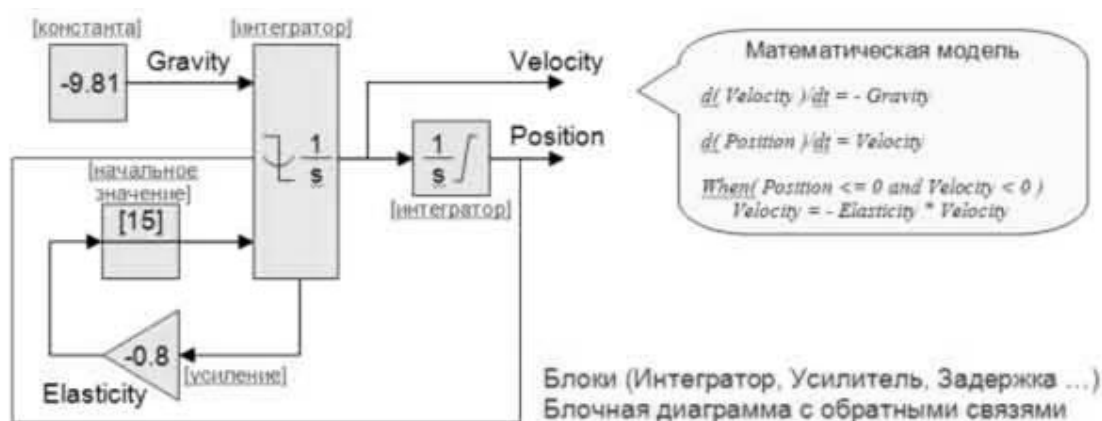 [константа]
[интегратор]
-9.81
Gravity
Velocity
Position
1
s
1
s
[начальное
значение]
[15]
[интегратор]
-0.8
[усиление]
Elasticity
Математическая модель
d( Velocity )/dt = - Gravity
d( Position )/dt = Velocity
When( Position <= 0 and Velocity < 0 )
Velocity = - Elasticity * Velocity
Блоки (Интегратор, Усилитель, Задержка ...)
Блочная диаграмма с обратными связями